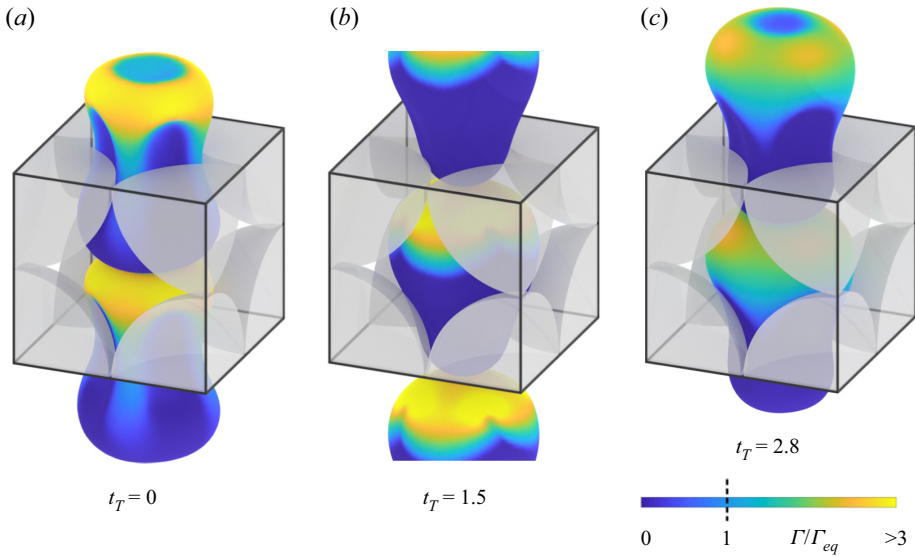 (a)
(b)
(c)
t_T = 0
t_T = 1.5
t_T = 2.8
0 1 Γ/Γ_eq >3